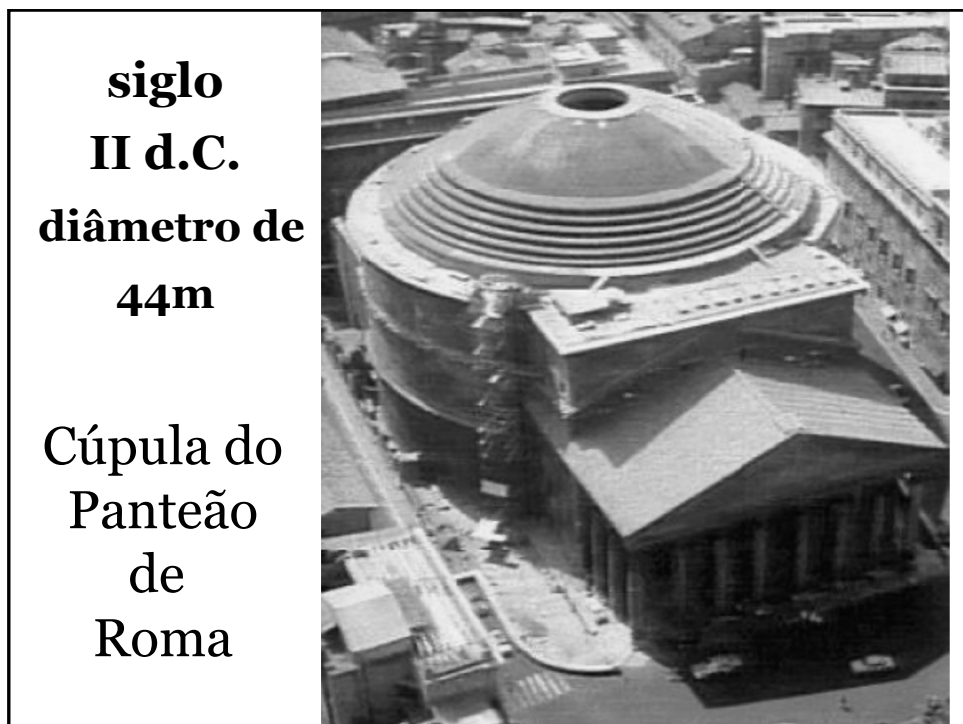 siglo
II d.C.
diâmetro de
44m
Cúpula do
Panteão
de
Roma